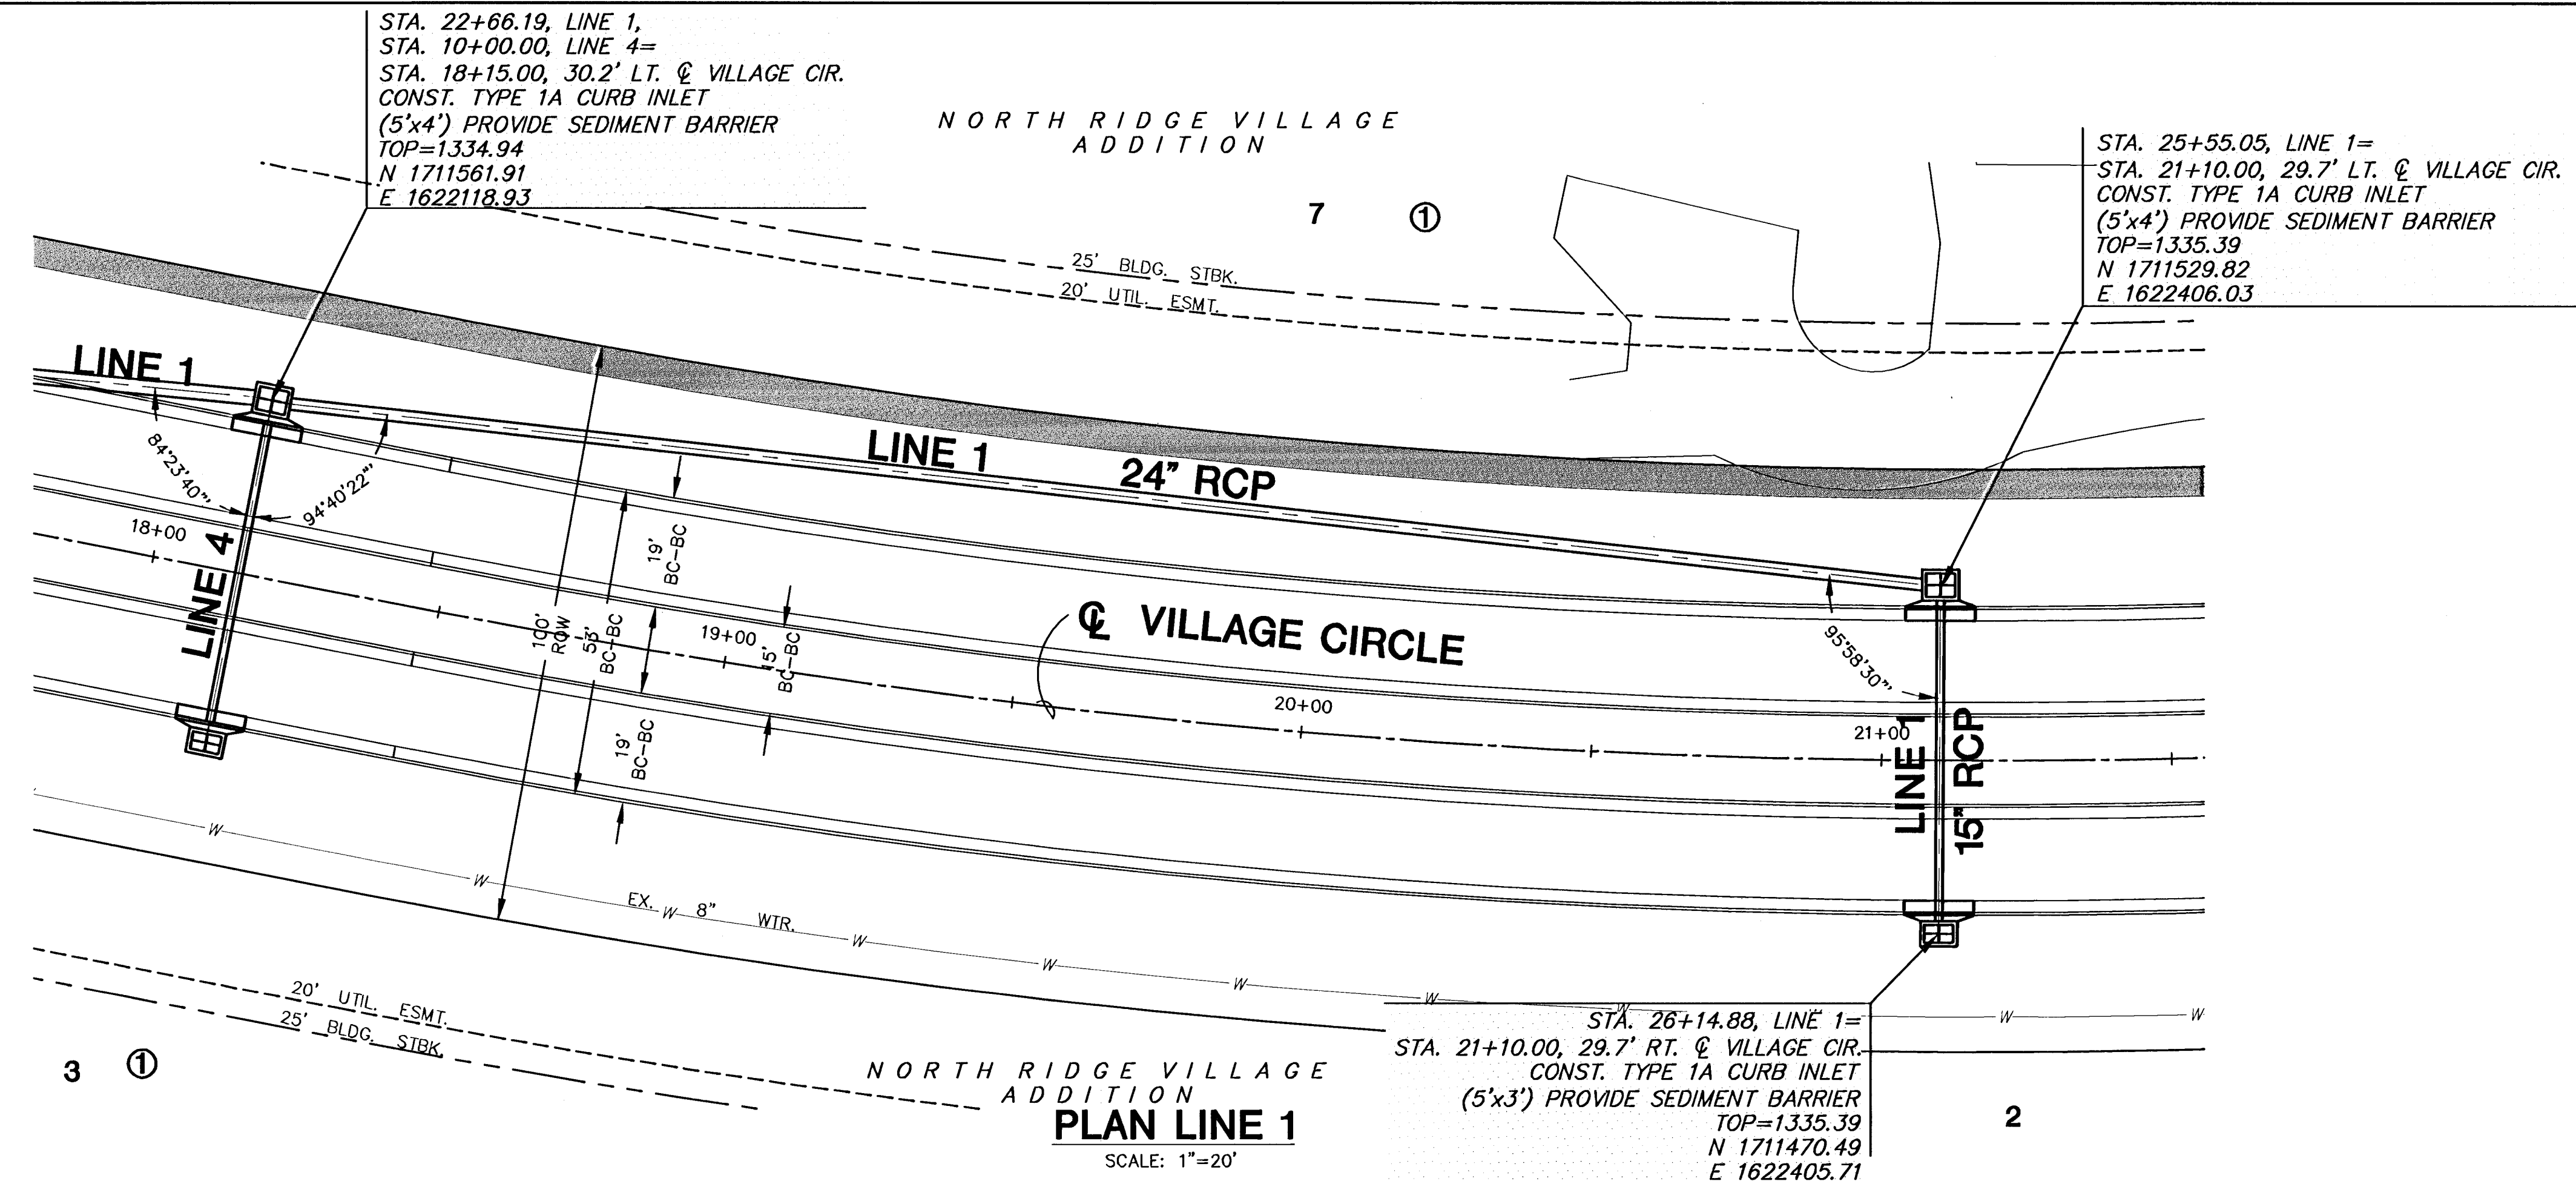 STA. 22+66.19, LINE 1,
STA. 10+00.00, LINE 4=
STA. 18+15.00, 30.2' LT. ℄ VILLAGE CIR.
CONST. TYPE 1A CURB INLET
(5'x4') PROVIDE SEDIMENT BARRIER
TOP=1334.94
N 1711561.91
E 1622118.93
NORTH RIDGE VILLAGE
ADDITION
STA. 25+55.05, LINE 1=
STA. 21+10.00, 29.7' LT. ℄ VILLAGE CIR.
CONST. TYPE 1A CURB INLET
(5'x4') PROVIDE SEDIMENT BARRIER
TOP=1335.39
N 1711529.82
E 1622406.03
7 ①
25' BLDG. STBK.
20' UTIL. ESMT.
LINE 1
LINE 1 24" RCP
84°23'40"
94°40'22"
18+00
LINE 4
19'
BC-BC
100'
ROW
53'
BC-BC
19+00
15'
BC-BC
19'
BC-BC
℄ VILLAGE CIRCLE
20+00
95°58'30"
21+00
LINE 1
15" RCP
W
W
EX. W 8" WTR.
W
W
W
W
W
W
W
20' UTIL. ESMT.
25' BLDG. STBK.
3 ①
NORTH RIDGE VILLAGE
ADDITION
PLAN LINE 1
SCALE: 1"=20'
STA. 26+14.88, LINE 1=
STA. 21+10.00, 29.7' RT. ℄ VILLAGE CIR.
CONST. TYPE 1A CURB INLET
(5'x3') PROVIDE SEDIMENT BARRIER
TOP=1335.39
N 1711470.49
E 1622405.71
2